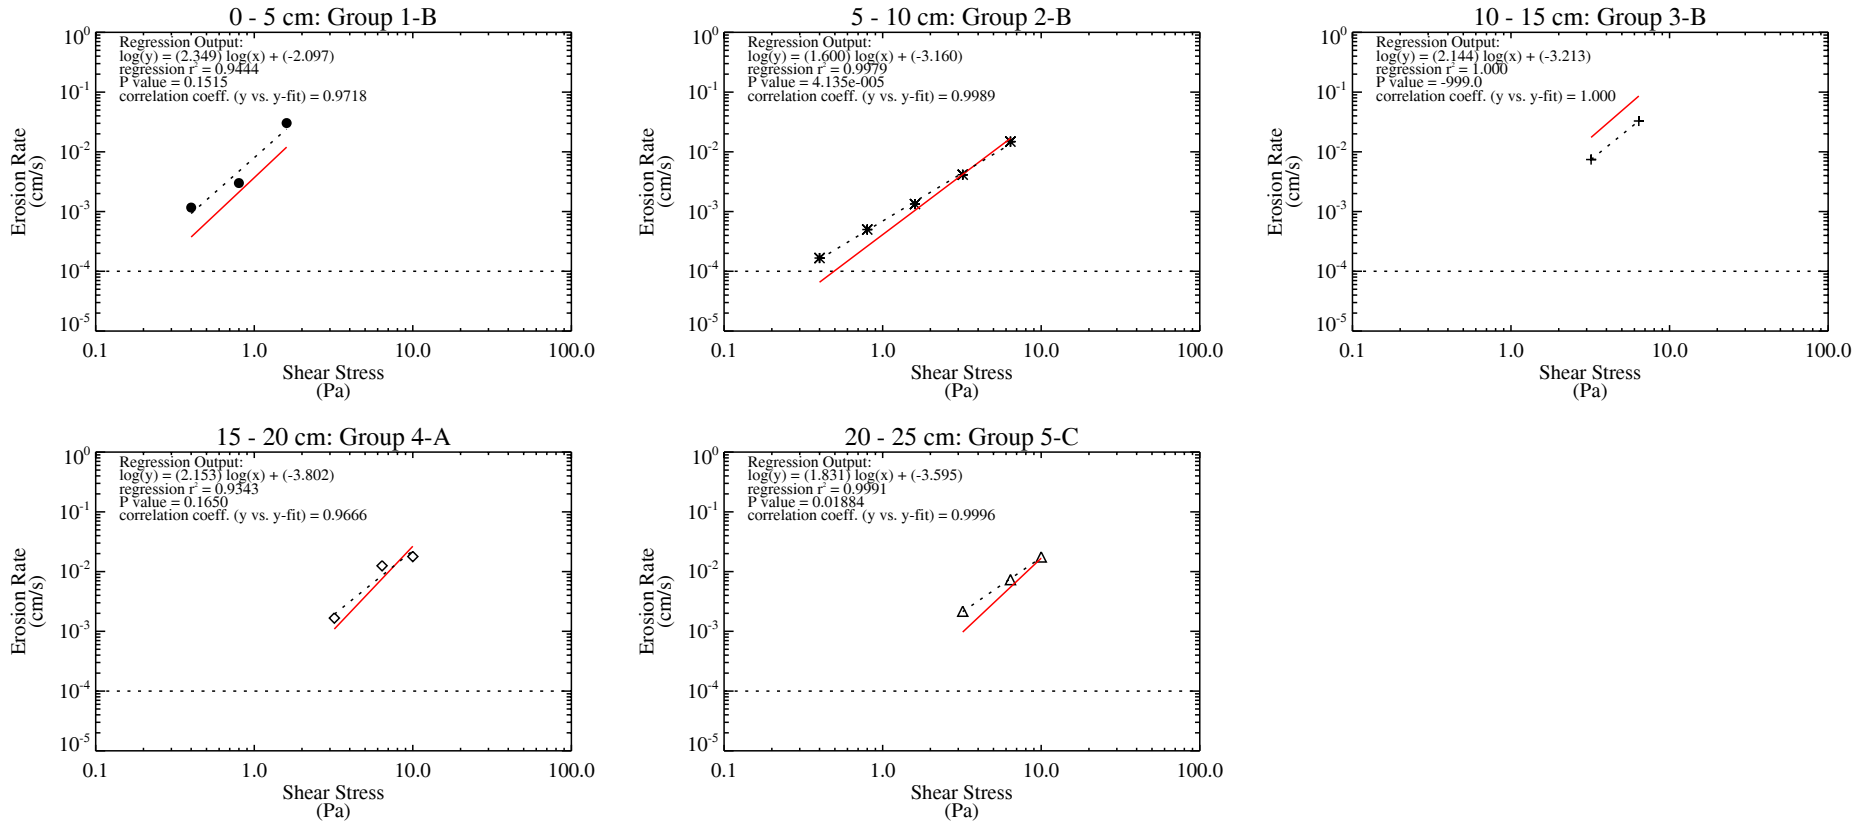 0 - 5 cm: Group 1-B
Regression Output:
log(y) = (2.349) log(x) + (-2.097)
regression r² = 0.9444
P value = 0.1515
correlation coeff. (y vs. y-fit) = 0.9718
10⁰
10⁻¹
10⁻²
10⁻³
10⁻⁴
10⁻⁵
Erosion Rate
(cm/s)
0.1 1.0 10.0 100.0
Shear Stress
(Pa)
5 - 10 cm: Group 2-B
Regression Output:
log(y) = (1.600) log(x) + (-3.160)
regression r² = 0.9979
P value = 4.135e-005
correlation coeff. (y vs. y-fit) = 0.9989
10⁰
10⁻¹
10⁻²
10⁻³
10⁻⁴
10⁻⁵
Erosion Rate
(cm/s)
0.1 1.0 10.0 100.0
Shear Stress
(Pa)
10 - 15 cm: Group 3-B
Regression Output:
log(y) = (2.144) log(x) + (-3.213)
regression r² = 1.000
P value = -999.0
correlation coeff. (y vs. y-fit) = 1.000
10⁰
10⁻¹
10⁻²
10⁻³
10⁻⁴
10⁻⁵
Erosion Rate
(cm/s)
0.1 1.0 10.0 100.0
Shear Stress
(Pa)
15 - 20 cm: Group 4-A
Regression Output:
log(y) = (2.153) log(x) + (-3.802)
regression r² = 0.9343
P value = 0.1650
correlation coeff. (y vs. y-fit) = 0.9666
10⁰
10⁻¹
10⁻²
10⁻³
10⁻⁴
10⁻⁵
Erosion Rate
(cm/s)
0.1 1.0 10.0 100.0
Shear Stress
(Pa)
20 - 25 cm: Group 5-C
Regression Output:
log(y) = (1.831) log(x) + (-3.595)
regression r² = 0.9991
P value = 0.01884
correlation coeff. (y vs. y-fit) = 0.9996
10⁰
10⁻¹
10⁻²
10⁻³
10⁻⁴
10⁻⁵
Erosion Rate
(cm/s)
0.1 1.0 10.0 100.0
Shear Stress
(Pa)